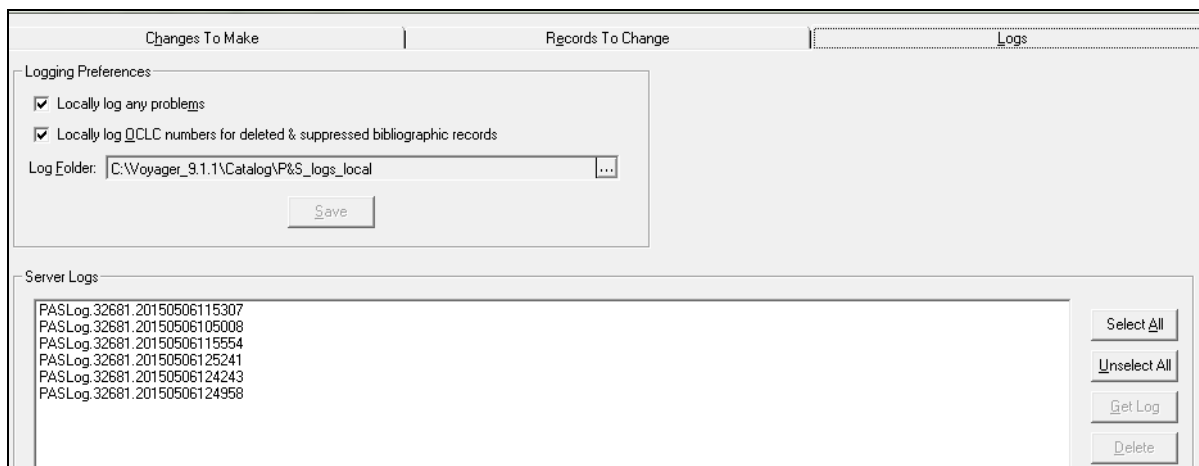 Changes To Make
Records To Change
Logs
Logging Preferences
Locally log any problems
Locally log OCLC numbers for deleted & suppressed bibliographic records
Log Folder: C:\Voyager_9.1.1\Catalog\P&S_logs_local ...
Save
Server Logs
PASLog.32681.20150506115307
PASLog.32681.20150506105008
PASLog.32681.20150506115554
PASLog.32681.20150506125241
PASLog.32681.20150506124243
PASLog.32681.20150506124958
Select All
Unselect All
Get Log
Delete